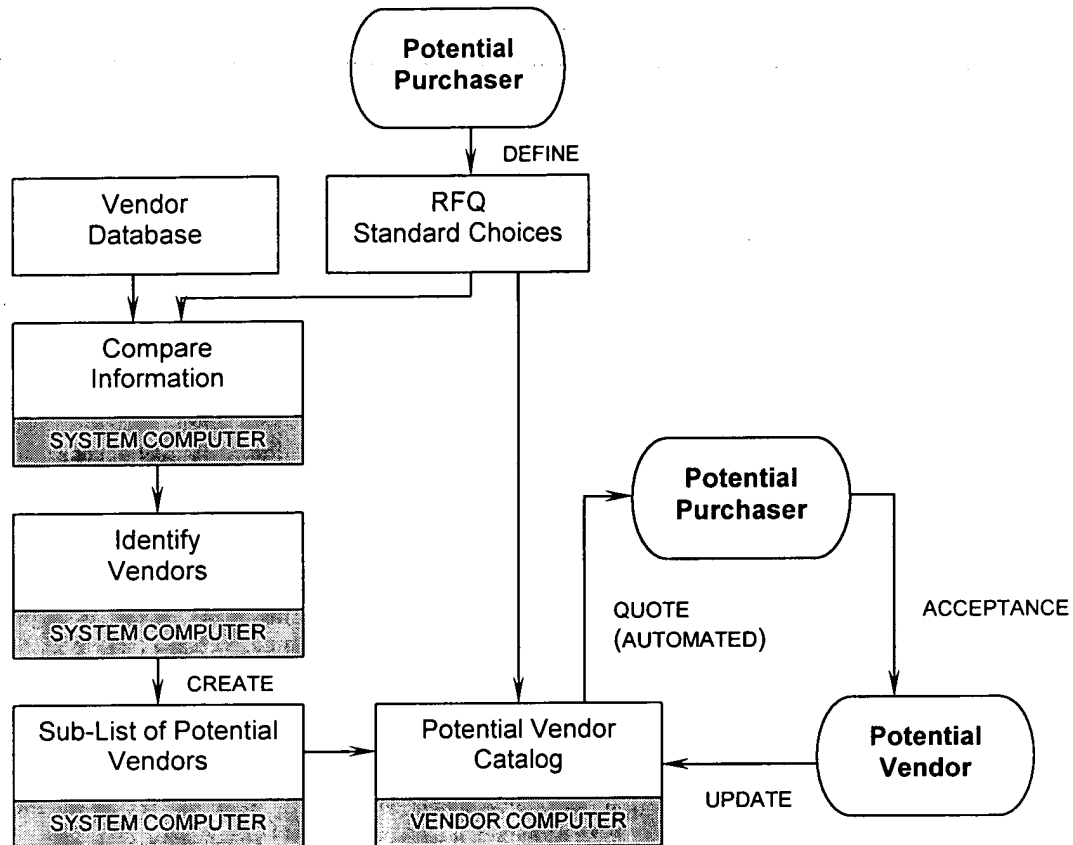 Potential
Purchaser
DEFINE
Vendor
Database
RFQ
Standard Choices
Compare
Information
SYSTEM COMPUTER
Identify
Vendors
SYSTEM COMPUTER
CREATE
Sub-List of Potential
Vendors
SYSTEM COMPUTER
Potential Vendor
Catalog
VENDOR COMPUTER
QUOTE
(AUTOMATED)
Potential
Purchaser
ACCEPTANCE
Potential
Vendor
UPDATE